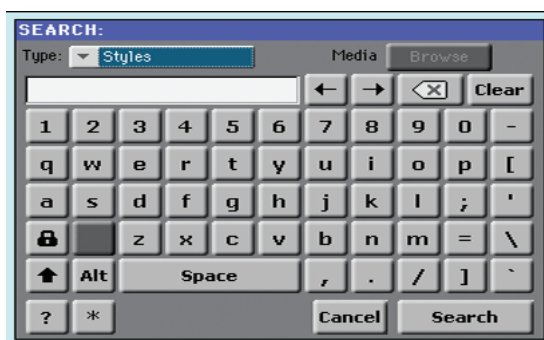 SEARCH:
Type: Styles Media Browse
← → Clear
1 2 3 4 5 6 7 8 9 0 -
q w e r t y u i o p [
a s d f g h j k l ; '
z x c v b n m = \
Alt Space , . / ] `
? * Cancel Search